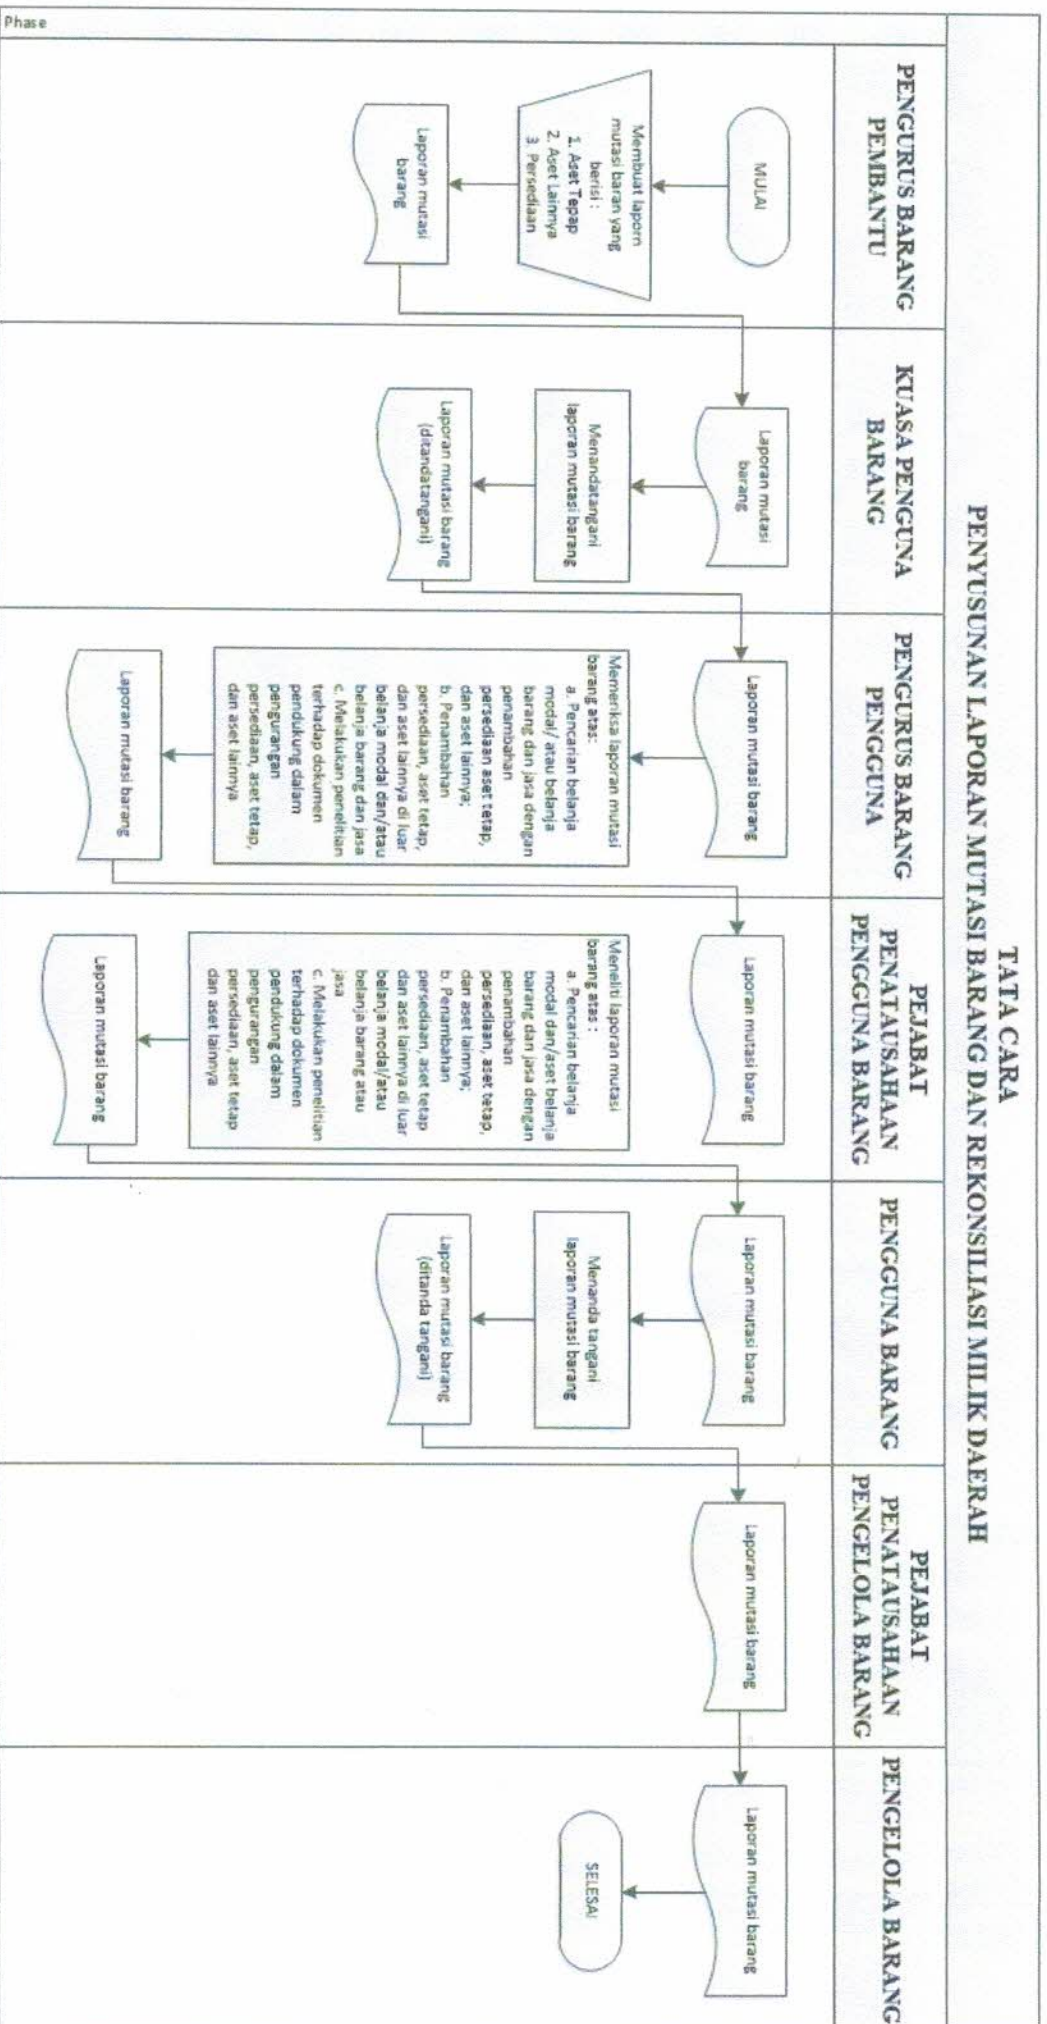 TATA CARA
PENYUSUNAN LAPORAN MUTASI BARANG DAN REKONSILIASI MILIK DAERAH
PENGURUS BARANG
PEMBANTU
KUASA PENGUNA
BARANG
PENGURUS BARANG
PENGGUNA
PEJABAT
PENATAUSAHAAN
PENGGUNA BARANG
PENGGUNA BARANG
PEJABAT
PENATAUSAHAAN
PENGELOLA BARANG
PENGELOLA BARANG
Phase
MULAI
Membuat laporn
mutasi baran yang
berisi :
1. Aset Tepap
2. Aset Lainnya
3. Persediaan
Laporan mutasi
barang
Laporan mutasi
barang
Menandatangani
laporan mutasi barang
Laporan mutasi barang
(ditandatangani)
Laporan mutasi barang
Memeriksa laporan mutasi
barang atas:
a. Pencarian belanja
modal/ atau belanja
barang dan jasa dengan
penambahan
persediaan aset tetap,
dan aset lainnya;
b. Penambahan
persediaan, aset tetap,
dan aset lainnya di luar
belanja modal dan/atau
belanja barang dan jasa
c. Melakukan penelitian
terhadap dokumen
pendukung dalam
pengurangan
persediaan, aset tetap,
dan aset lainnya
Laporan mutasi barang
Laporan mutasi barang
Meneliti laporan mutasi
barang atas :
a. Pencarian belanja
modal dan/aset belanja
barang dan jasa dengan
penambahan
persediaan, aset tetap,
dan aset lainnya;
b. Penambahan
persediaan, aset tetap
dan aset lainnya di luar
belanja modal/atau
belanja barang atau
jasa
c. Melakukan penelitian
terhadap dokumen
pendukung dalam
pengurangan
persediaan, aset tetap
dan aset lainnya
Laporan mutasi barang
Laporan mutasi barang
Menanda tangani
laporan mutasi barang
Laporan mutasi barang
(ditanda tangani)
Laporan mutasi barang
Laporan mutasi barang
SELESAI